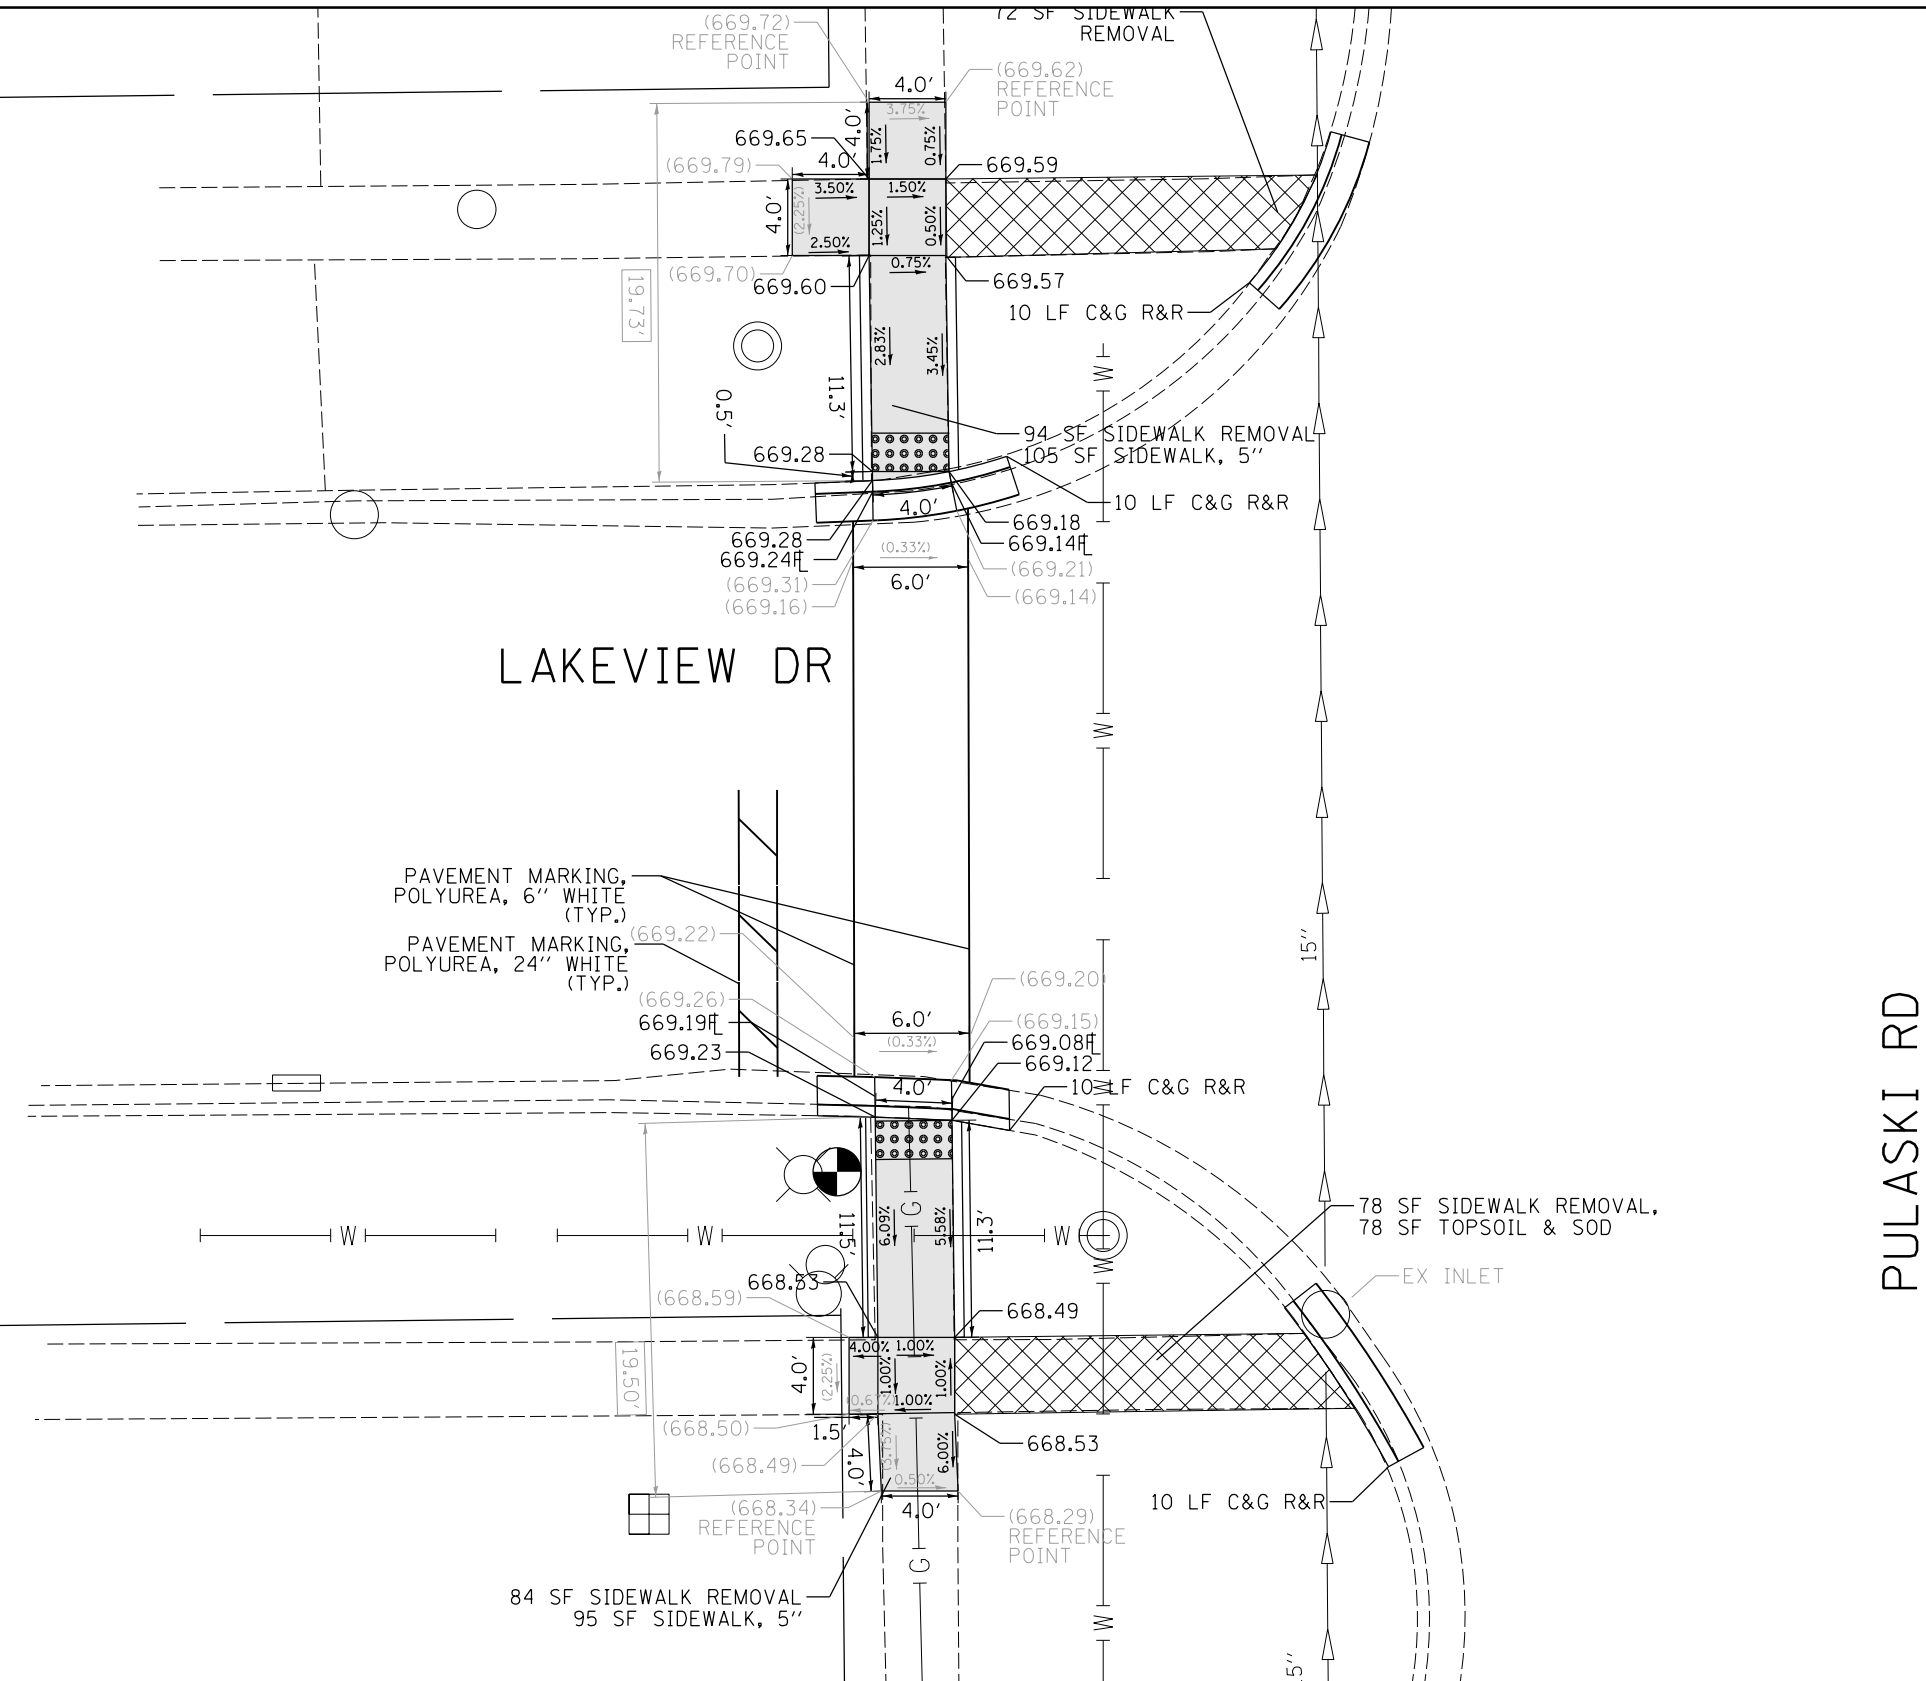 (669.72)
REFERENCE
POINT
72 SF SIDEWALK
REMOVAL
(669.62)
REFERENCE
POINT
4.0'
3.75%
4.0'
1.75%
0.75%
669.65
669.59
(669.79)
4.0'
3.50%
1.50%
4.0'
(2.25%)
1.25%
0.50%
2.50%
0.75%
(669.70)
669.60
669.57
19.73'
10 LF C&G R&R
2.83%
3.45%
11.3'
0.5'
W
94 SF SIDEWALK REMOVAL
105 SF SIDEWALK, 5"
669.28
10 LF C&G R&R
4.0'
669.28
669.24FL
(669.31)
(669.16)
669.18
669.14FL
(669.21)
(669.14)
(0.33%)
6.0'
LAKEVIEW DR
W
PAVEMENT MARKING,
POLYUREA, 6" WHITE
(TYP.)
(669.22)
PAVEMENT MARKING,
POLYUREA, 24" WHITE
(TYP.)
15"
(669.26)
669.19FL
669.23
(669.20)
(669.15)
669.08FL
669.12
6.0'
(0.33%)
4.0'
10 LF C&G R&R
W
PULASKI RD
78 SF SIDEWALK REMOVAL,
78 SF TOPSOIL & SOD
G
6.09%
5.58%
11.5'
11.3'
W
W
W
W
EX INLET
668.53
(668.59)
668.49
4.00%
1.00%
4.0'
(2.25%)
1.00%
1.00%
(0.67%)
1.00%
19.50'
(668.50)
1.5'
668.53
(668.49)
4.0'
(3.75%)
6.00%
0.50%
4.0'
(668.34)
REFERENCE
POINT
(668.29)
REFERENCE
POINT
10 LF C&G R&R
G
84 SF SIDEWALK REMOVAL
95 SF SIDEWALK, 5"
W
5"